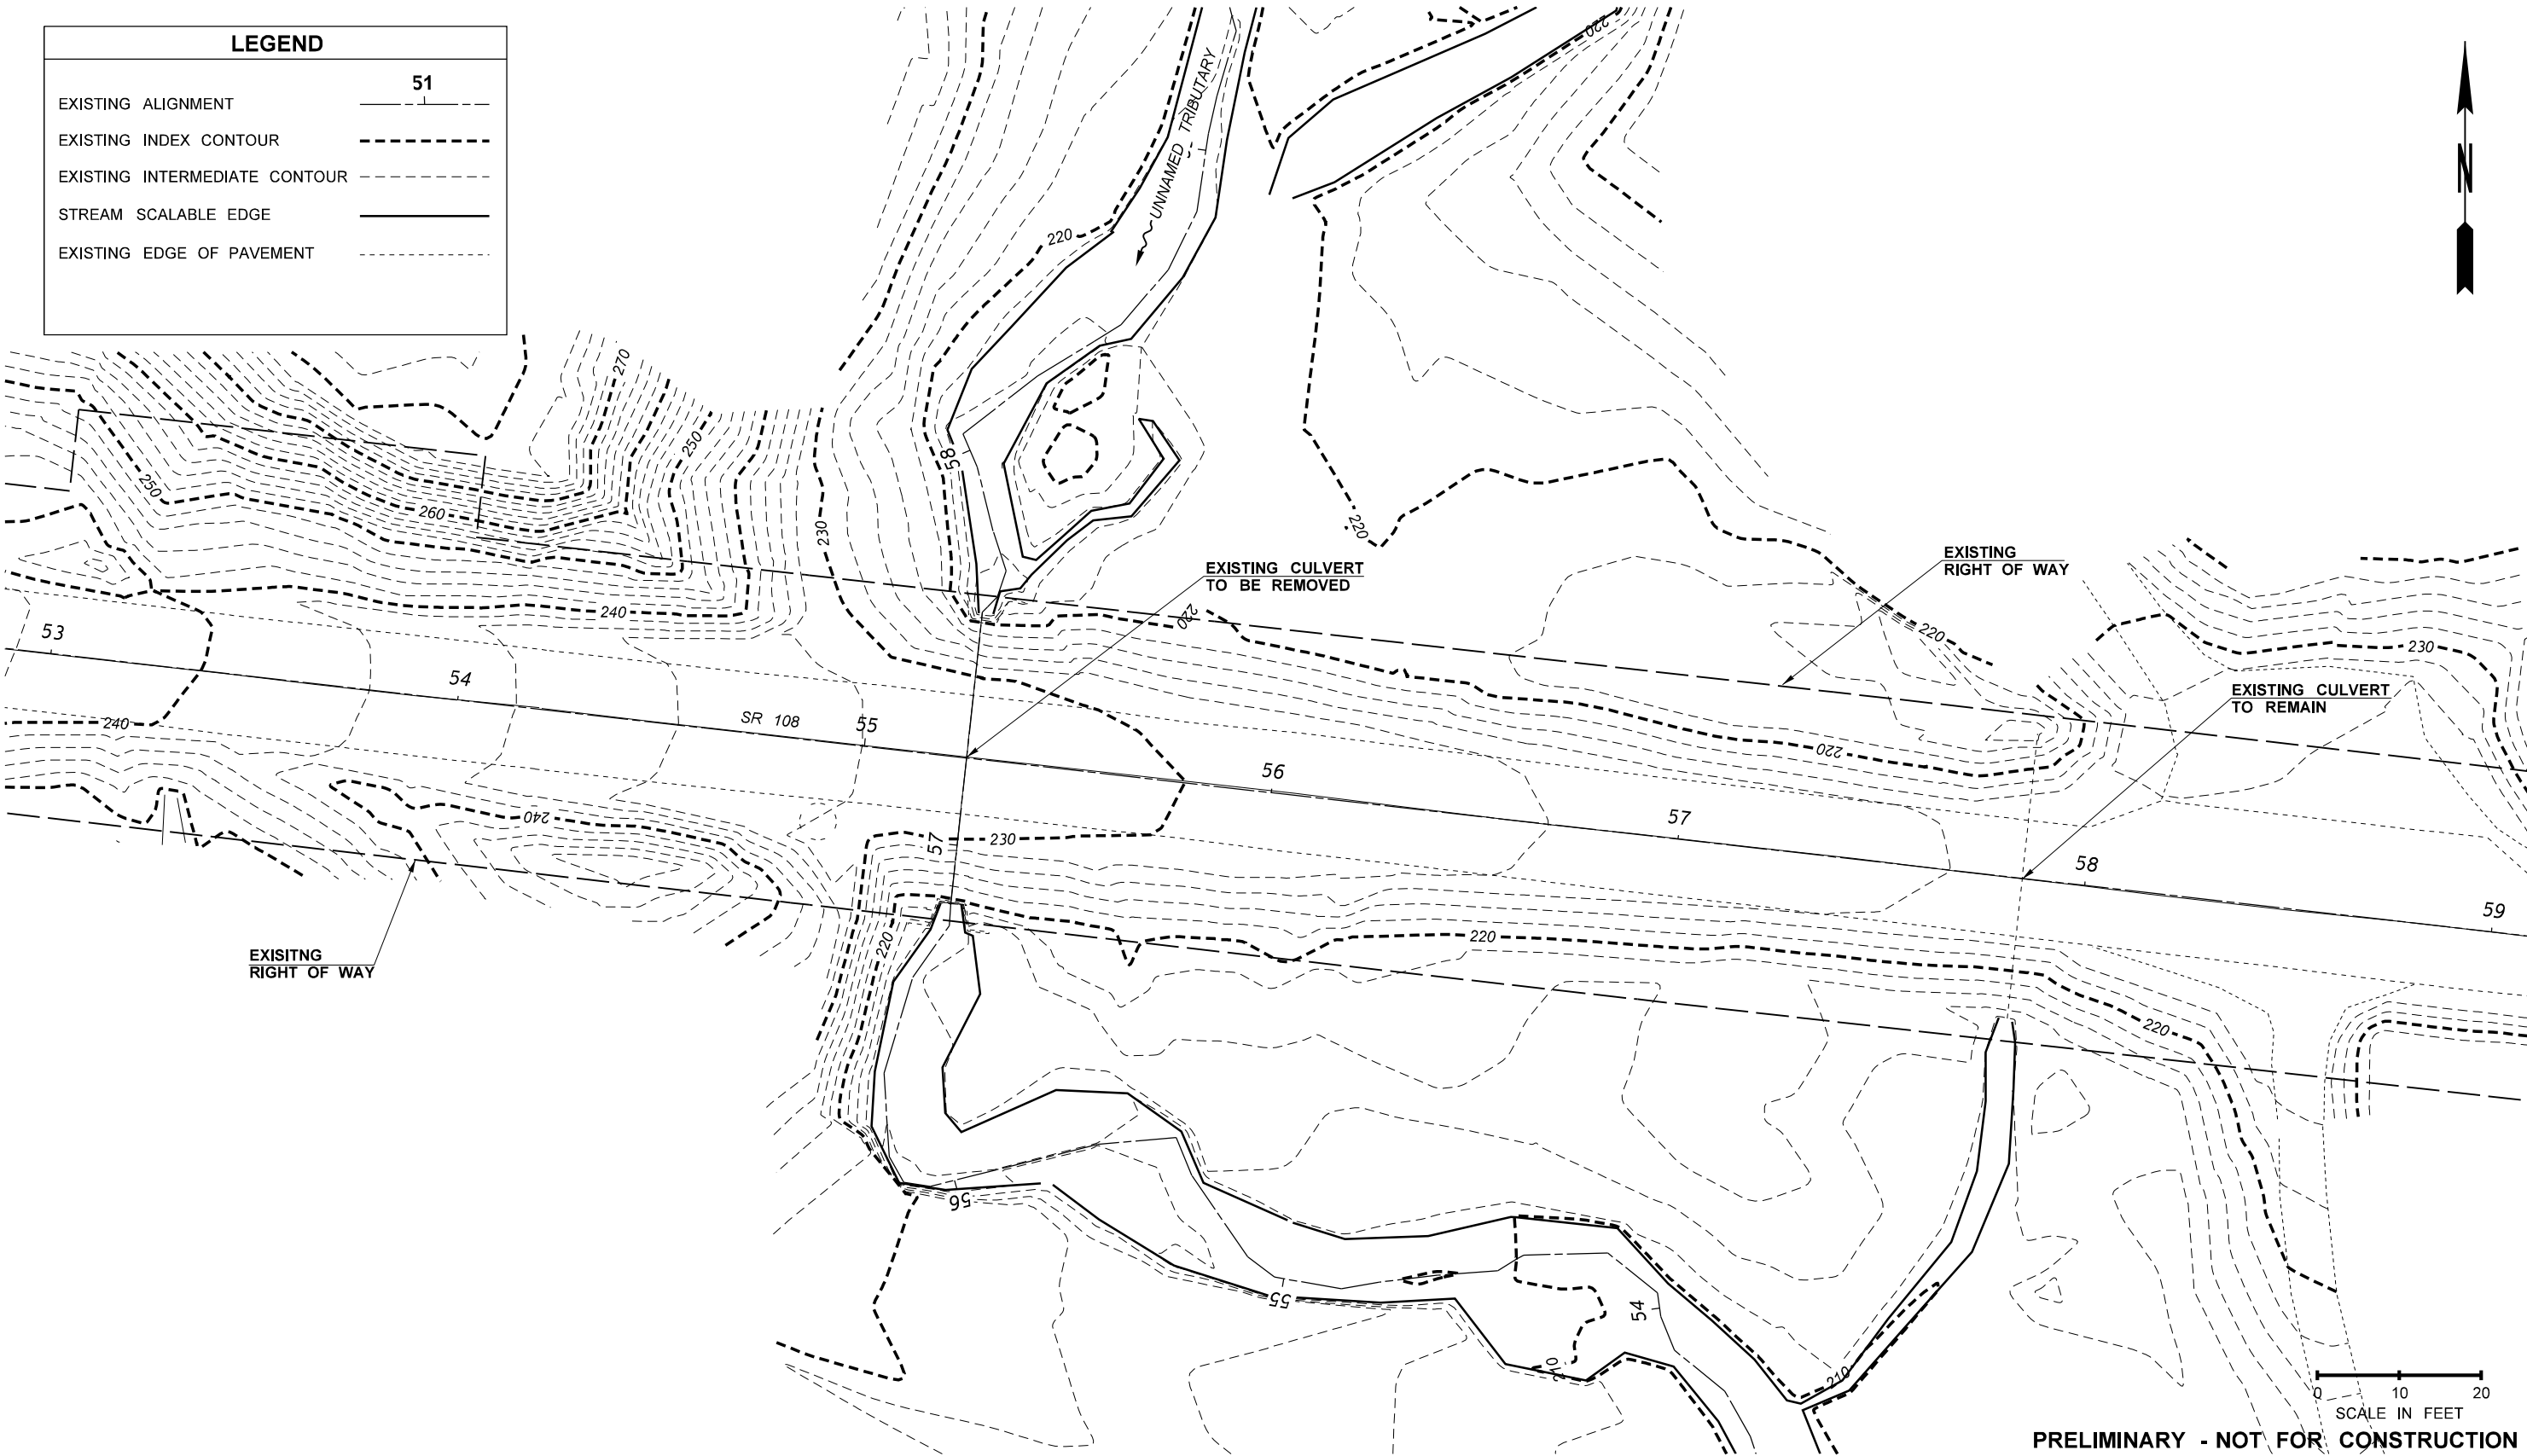 LEGEND
51
EXISTING ALIGNMENT
EXISTING INDEX CONTOUR
EXISTING INTERMEDIATE CONTOUR
STREAM SCALABLE EDGE
EXISTING EDGE OF PAVEMENT
UNNAMED TRIBUTARY
220
N
220
270
250
250
260
58
230
220
EXISTING CULVERT
TO BE REMOVED
EXISTING
RIGHT OF WAY
240
220
220
53
230
54
EXISTING CULVERT
TO REMAIN
240
SR 108
55
220
56
240
57
230
57
58
59
220
220
EXISITNG
RIGHT OF WAY
220
56
55
54
210
210
0 10 20
SCALE IN FEET
PRELIMINARY - NOT FOR CONSTRUCTION